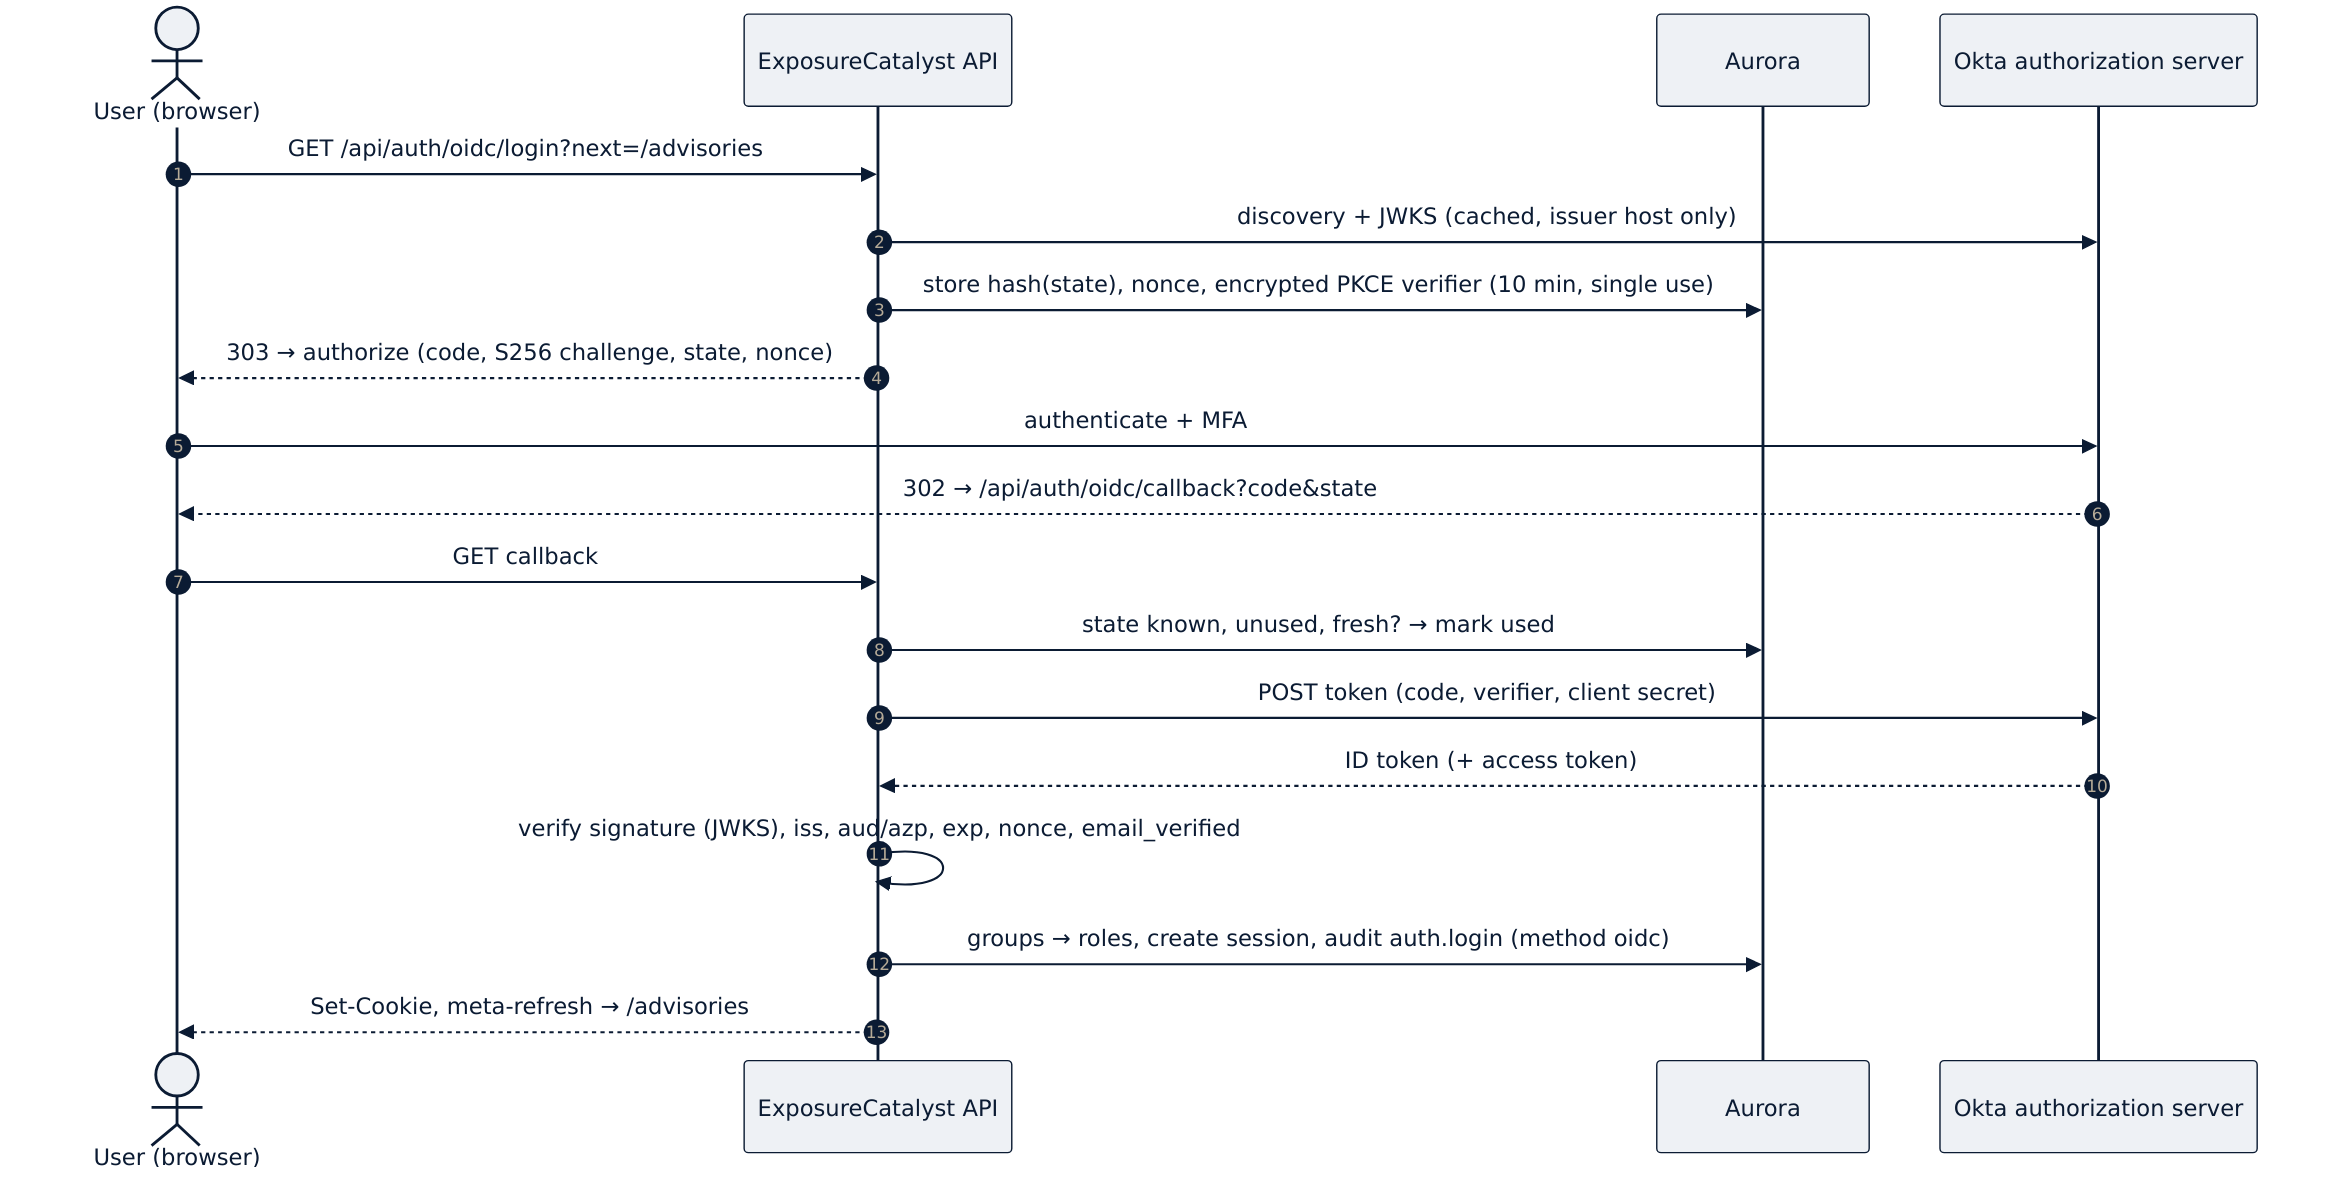 User (browser)
ExposureCatalyst API
Aurora
Okta authorization server
GET /api/auth/oidc/login?next=/advisories
1
discovery + JWKS (cached, issuer host only)
2
store hash(state), nonce, encrypted PKCE verifier (10 min, single use)
3
303 → authorize (code, S256 challenge, state, nonce)
4
authenticate + MFA
5
302 → /api/auth/oidc/callback?code&state
6
GET callback
7
state known, unused, fresh? → mark used
8
POST token (code, verifier, client secret)
9
ID token (+ access token)
10
verify signature (JWKS), iss, aud/azp, exp, nonce, email_verified
11
groups → roles, create session, audit auth.login (method oidc)
12
Set-Cookie, meta-refresh → /advisories
13
User (browser)
ExposureCatalyst API
Aurora
Okta authorization server